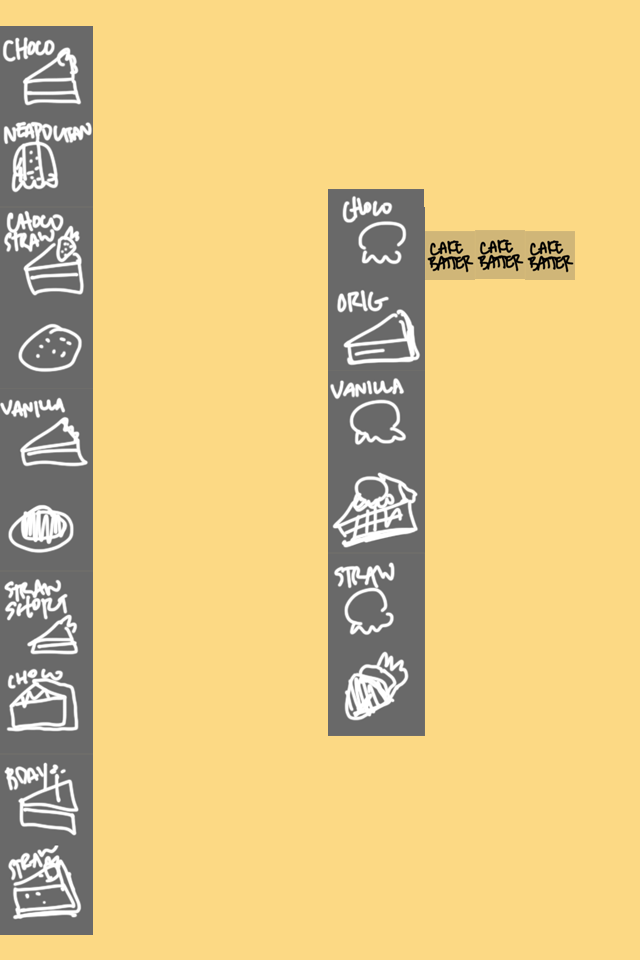 CHOCO
NEAPOLITAN
CHOCO
STRAW
VANILLA
STRAW
SHORT
CHOCO
BDAY
STRAW
CHOCO
ORIG
VANILLA
STRAW
CAKE
BATTER
CAKE
BATTER
CAKE
BATTER